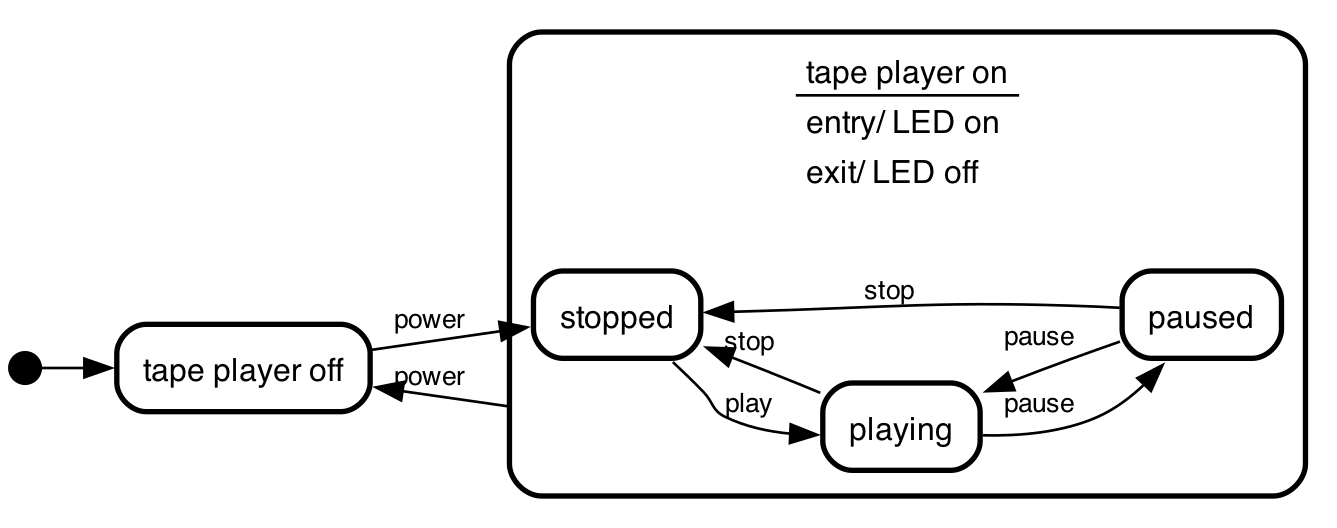 tape player on
entry/ LED on
exit/ LED off
stop
stopped
paused
power
pause
stop
tape player off
power
play
pause
playing